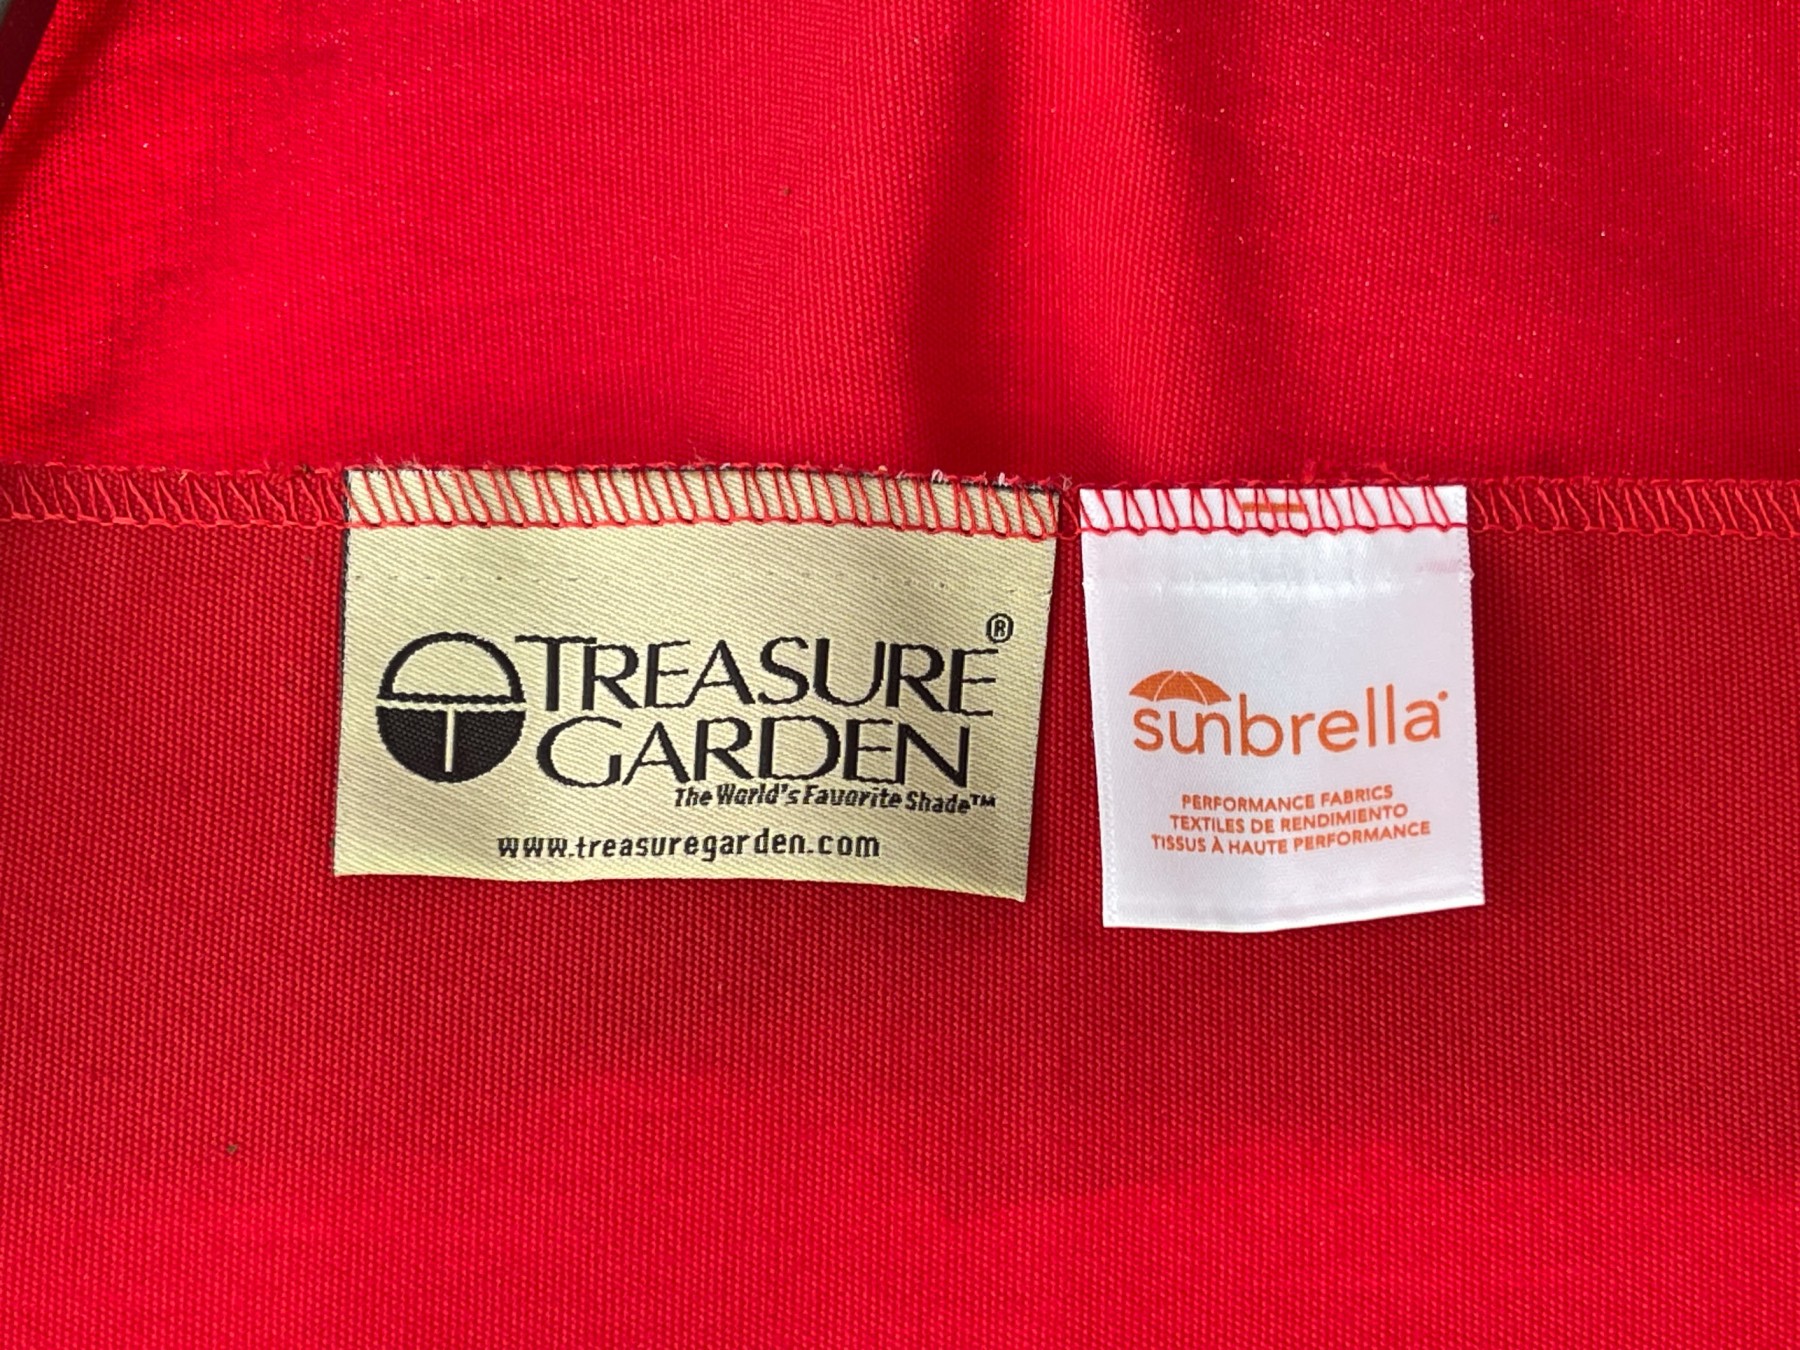 TREASURE®
GARDEN
The World's Favorite Shade™
www.treasuregarden.com
sunbrella
PERFORMANCE FABRICS
TEXTILES DE RENDIMIENTO
TISSUS À HAUTE PERFORMANCE